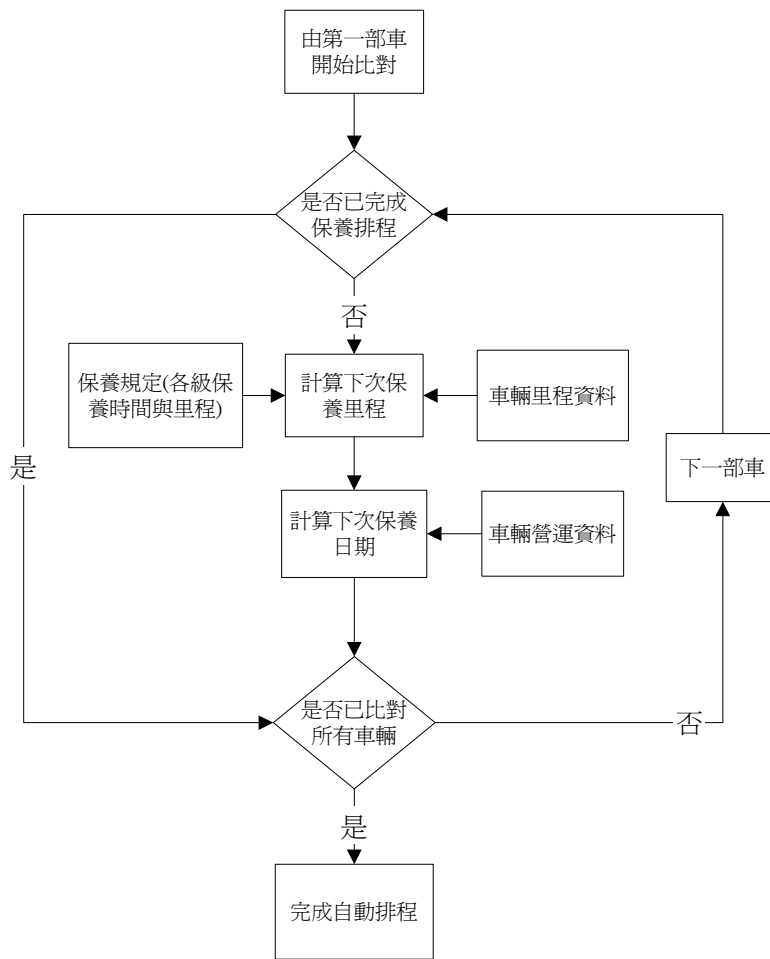 由第一部車
開始比對
是否已完成
保養排程
否
保養規定(各級保
養時間與里程)
計算下次保
養里程
車輛里程資料
是
下一部車
計算下次保養
日期
車輛營運資料
是否已比對
所有車輛
否
是
完成自動排程